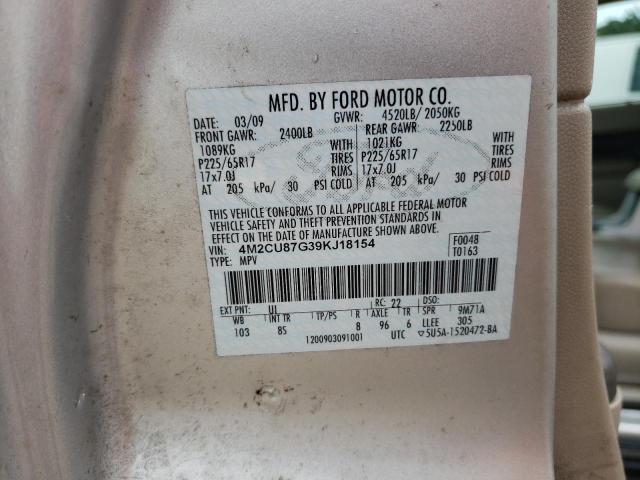 MFD. BY FORD MOTOR CO.
DATE: 03/09 GVWR: 4520LB/ 2050KG
FRONT GAWR: 2400LB REAR GAWR: 2250LB
1089KG WITH 1021KG WITH
P225/65R17 TIRES P225/65R17 TIRES
17x7.0J RIMS 17x7.0J RIMS
AT 205 kPa/ 30 PSI COLD AT 205 kPa/ 30 PSI COLD
THIS VEHICLE CONFORMS TO ALL APPLICABLE FEDERAL MOTOR
VEHICLE SAFETY AND THEFT PREVENTION STANDARDS IN
EFFECT ON THE DATE OF MANUFACTURE SHOWN ABOVE.
VIN: 4M2CU87G39KJ18154 F0048
TYPE: MPV T0163
EXT PNT: UI RC: 22 DSO:
WB INT TR TP/PS R AXLE TR SPR 9M71A
103 85 8 96 6 LLEE 305
120090309100​1 UTC ▽5U5A-1520472-BA
Ford